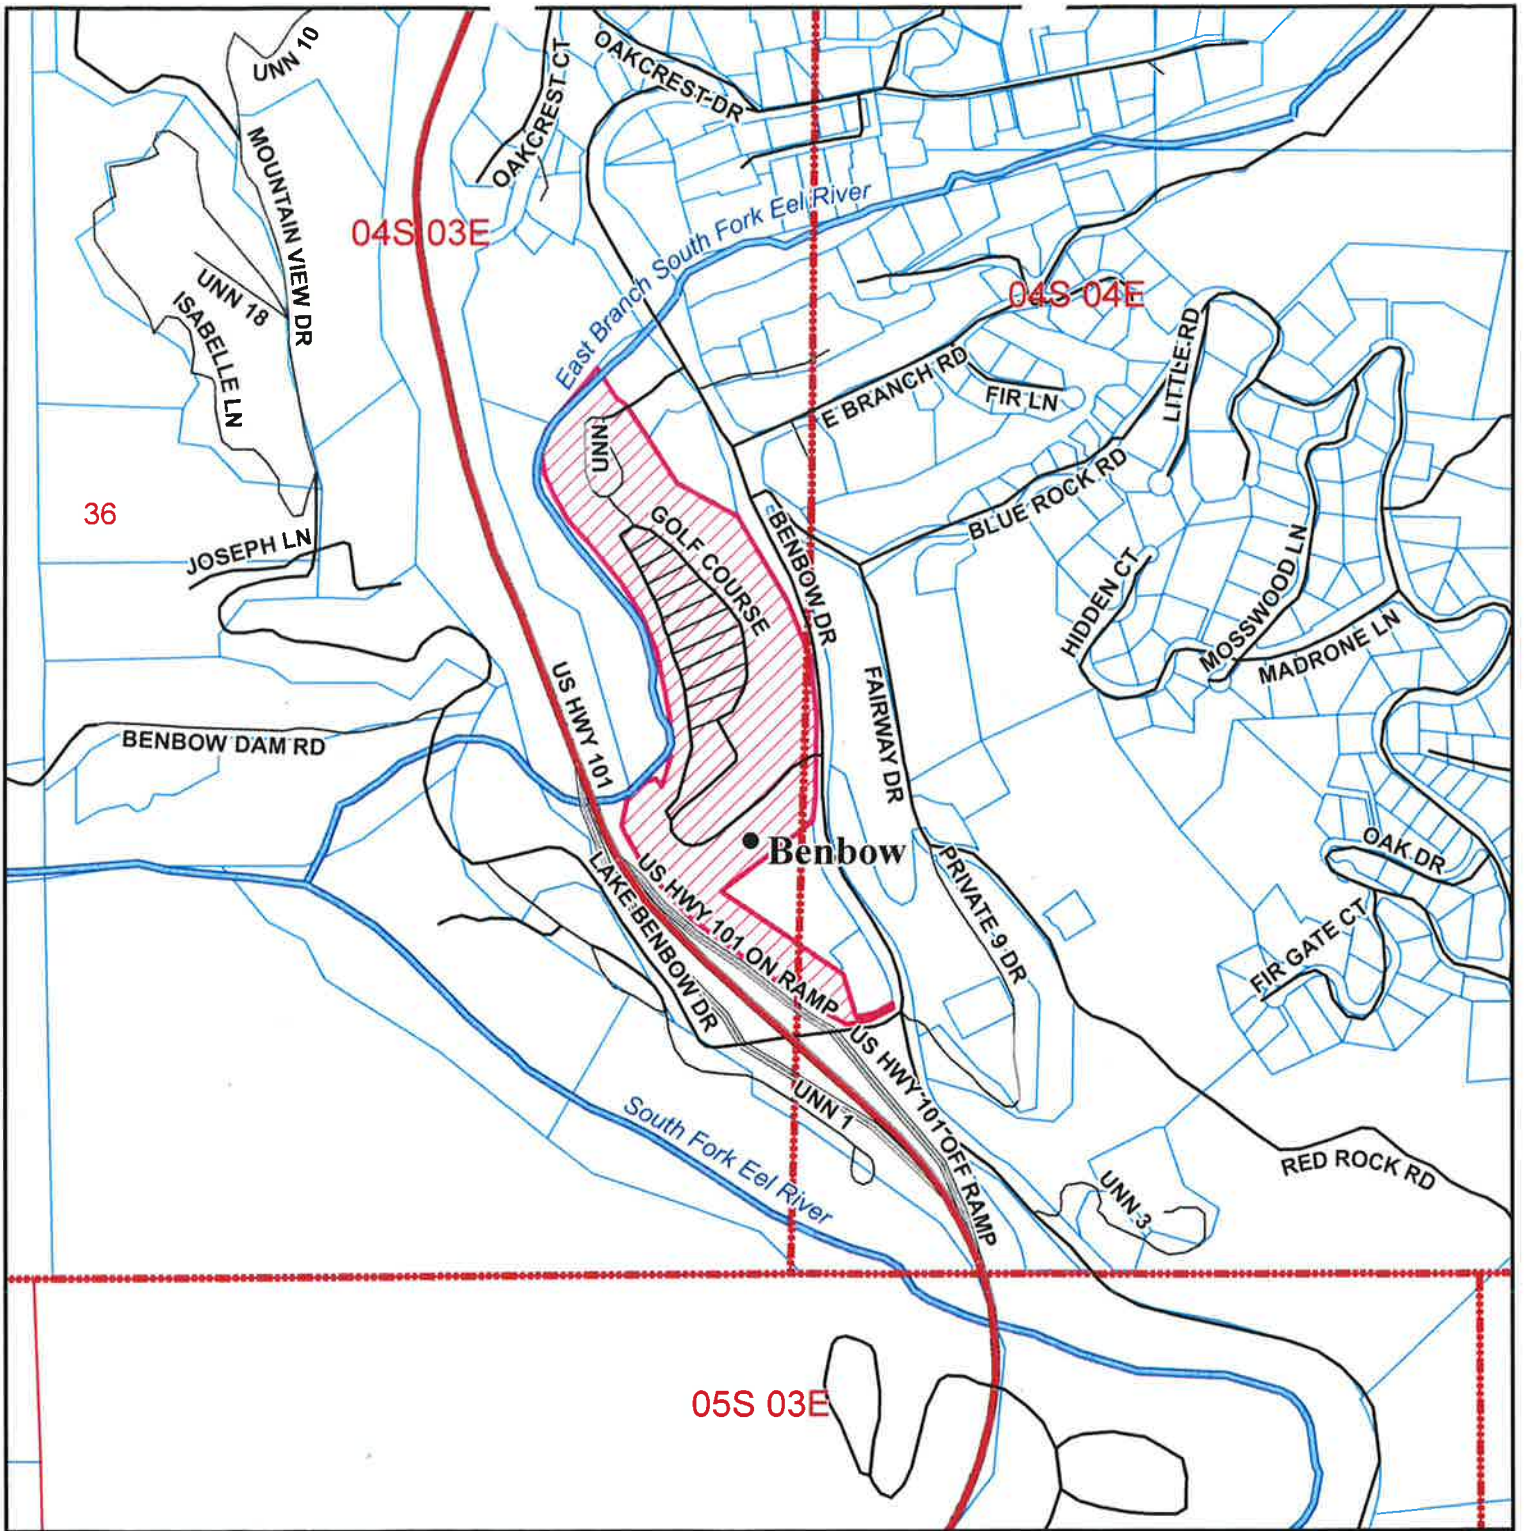 UNN 10
OAKCREST CT
OAKCREST DR
MOUNTAIN VIEW DR
04S 03E
East Branch South Fork Eel River
UNN 18
ISABELLE LN
04S 04E
LITTLE RD
E BRANCH RD
FIR LN
UNN
BLUE ROCK RD
36
JOSEPH LN
GOLF COURSE
BENBOW DR
HIDDEN CT
MOSSWOOD LN
MADRONE LN
US HWY 101
FAIRWAY DR
BENBOW DAM RD
Benbow
OAK DR
LAKE BENBOW DR
US HWY 101 ON RAMP
PRIVATE 9 DR
FIR GATE CT
US HWY 101 OFF RAMP
UNN 1
South Fork Eel River
UNN 3
RED ROCK RD
05S 03E